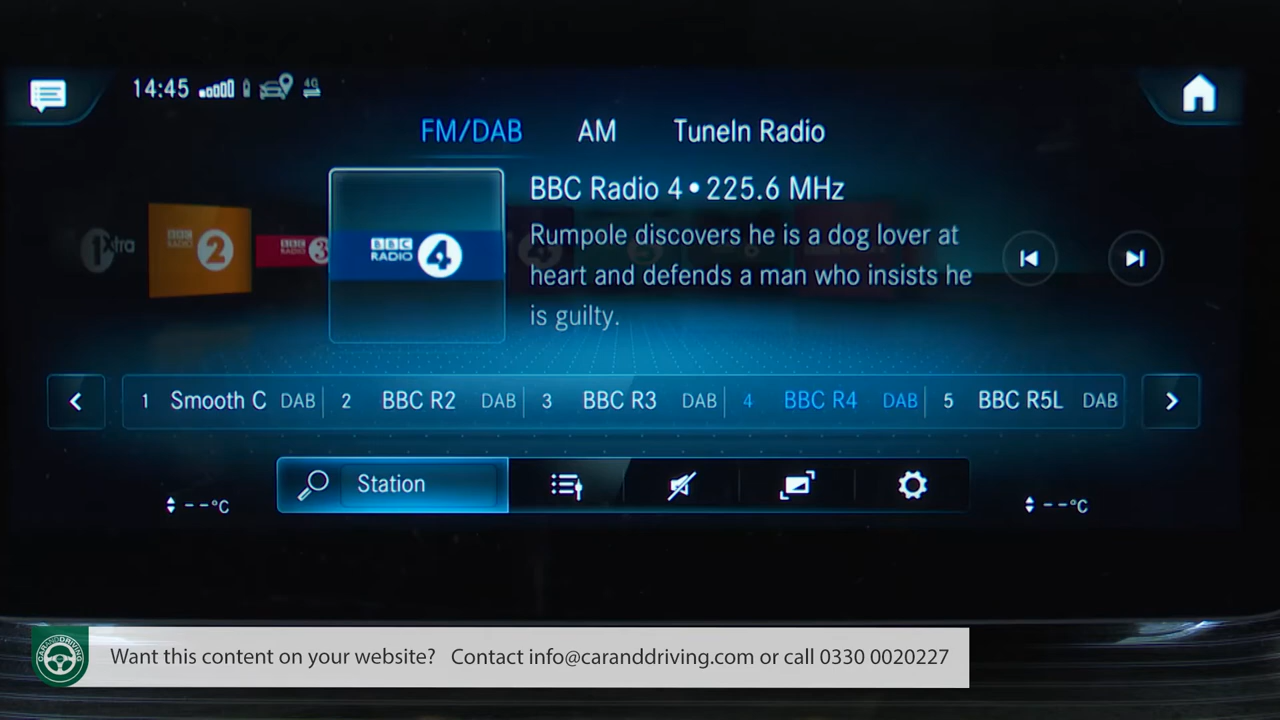 14:45
4G
FM/DAB AM TuneIn Radio
BBC Radio 4 • 225.6 MHz
Rumpole discovers he is a dog lover at
heart and defends a man who insists he
is guilty.
1Xtra
BBC RADIO 2
BBC RADIO 3
BBC RADIO 4
1 Smooth C DAB 2 BBC R2 DAB 3 BBC R3 DAB 4 BBC R4 DAB 5 BBC R5L DAB
Station
--°C
--°C
CARANDDRIVING
Want this content on your website? Contact info@caranddriving.com or call 0330 0020227